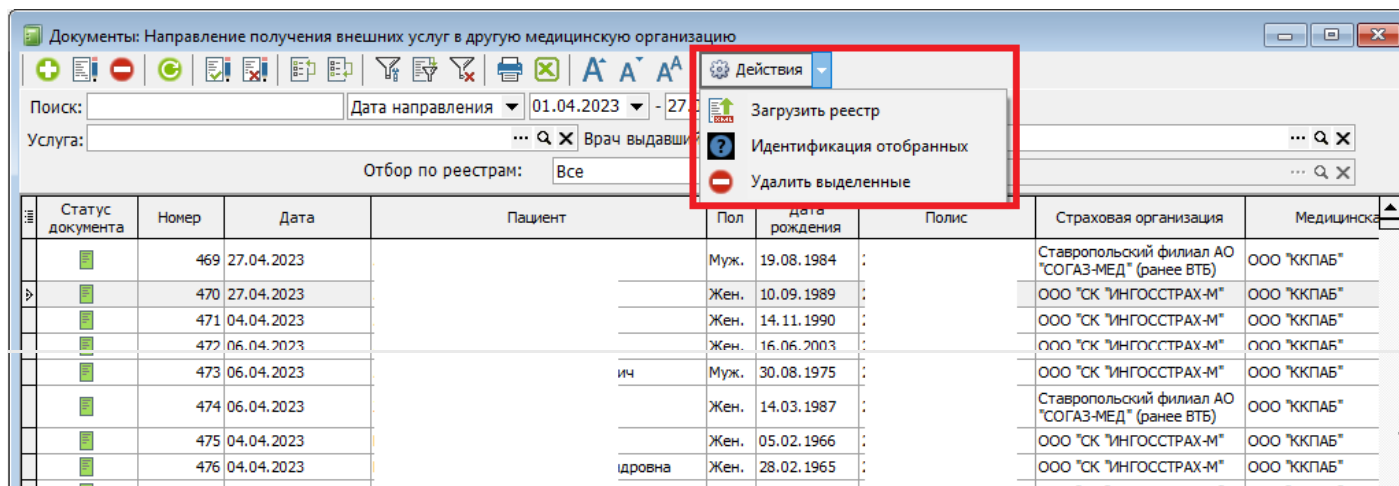 Документы: Направление получения внешних услуг в другую медицинскую организацию
Действия
Поиск: Дата направления 01.04.2023 - 27.
Загрузить реестр
Услуга: Врач выдавший
Идентификация отобранных
Отбор по реестрам: Все
Удалить выделенные
Статус документа Номер Дата Пациент Пол Дата рождения Полис Страховая организация Медицинска
469 27.04.2023 Муж. 19.08.1984 Ставропольский филиал АО "СОГАЗ-МЕД" (ранее ВТБ) ООО "ККПАБ"
470 27.04.2023 Жен. 10.09.1989 ООО "СК "ИНГОССТРАХ-М" ООО "ККПАБ"
471 04.04.2023 Жен. 14.11.1990 ООО "СК "ИНГОССТРАХ-М" ООО "ККПАБ"
472 06.04.2023 Жен. 16.06.2003 ООО "СК "ИНГОССТРАХ-М" ООО "ККПАБ"
473 06.04.2023 ич Муж. 30.08.1975 ООО "СК "ИНГОССТРАХ-М" ООО "ККПАБ"
474 06.04.2023 Жен. 14.03.1987 Ставропольский филиал АО "СОГАЗ-МЕД" (ранее ВТБ) ООО "ККПАБ"
475 04.04.2023 Жен. 05.02.1966 ООО "СК "ИНГОССТРАХ-М" ООО "ККПАБ"
476 04.04.2023 ндровна Жен. 28.02.1965 ООО "СК "ИНГОССТРАХ-М" ООО "ККПАБ"